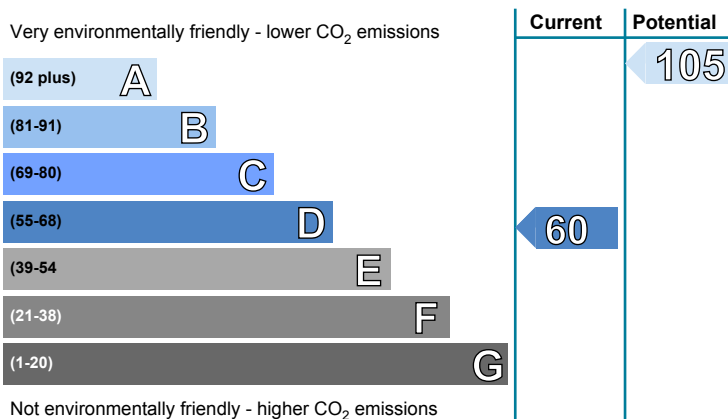 Current Potential
Very environmentally friendly - lower CO2 emissions
105
(92 plus) A
(81-91) B
(69-80) C
(55-68) D
60
(39-54 E
(21-38) F
(1-20) G
Not environmentally friendly - higher CO2 emissions